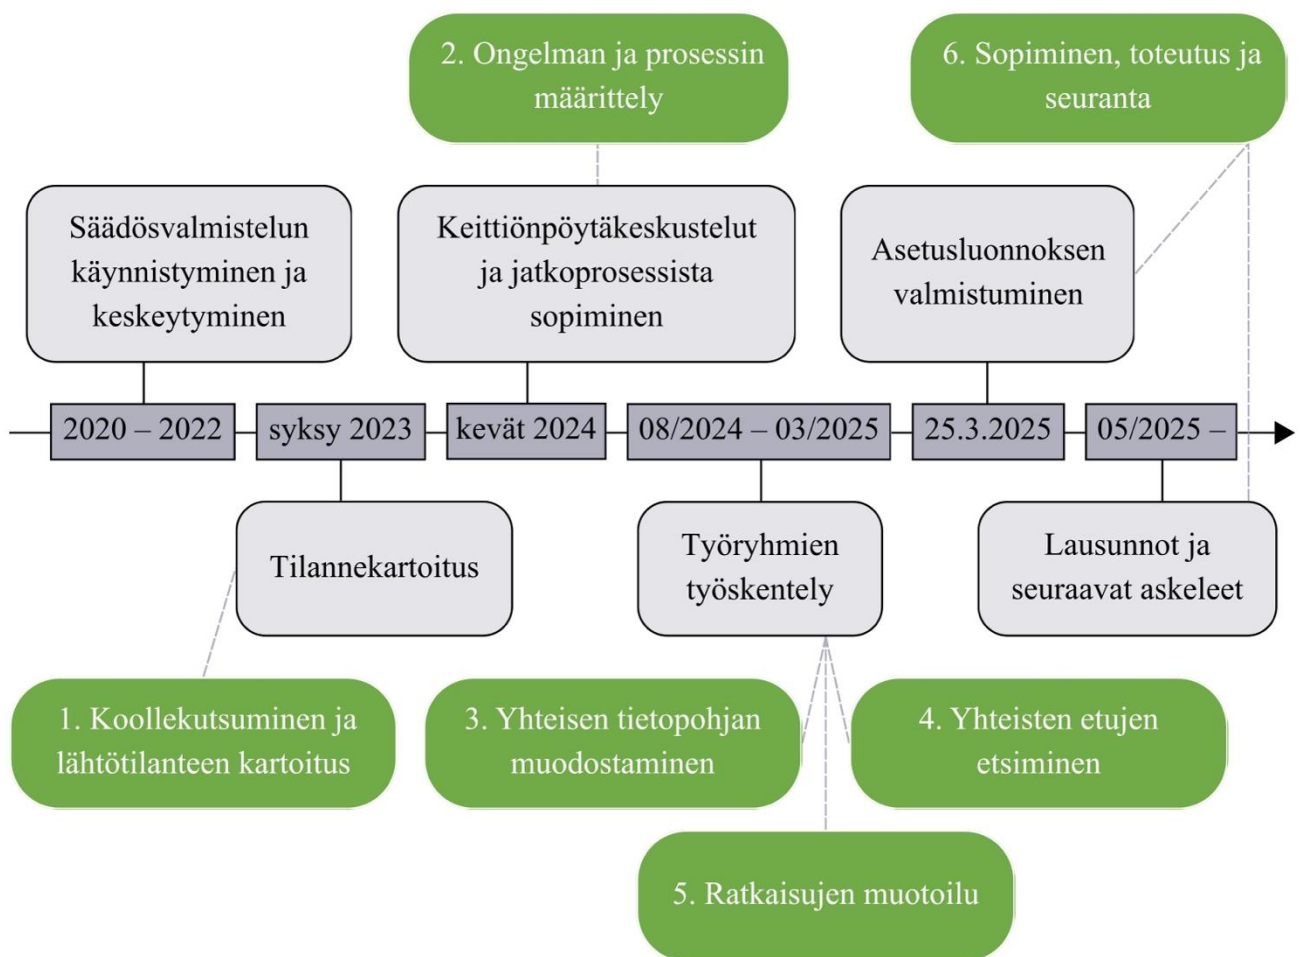 2. Ongelman ja prosessin
määrittely
6. Sopiminen, toteutus ja
seuranta
Säädösvalmistelun
käynnistyminen ja
keskeytyminen
Keittiönpöytäkeskustelut
ja jatkoprosessista
sopiminen
Asetusluonnoksen
valmistuminen
2020 – 2022
syksy 2023
kevät 2024
08/2024 – 03/2025
25.3.2025
05/2025 –
Tilannekartoitus
Työryhmien
työskentely
Lausunnot ja
seuraavat askeleet
1. Koollekutsuminen ja
lähtötilanteen kartoitus
3. Yhteisen tietopohjan
muodostaminen
4. Yhteisten etujen
etsiminen
5. Ratkaisujen muotoilu